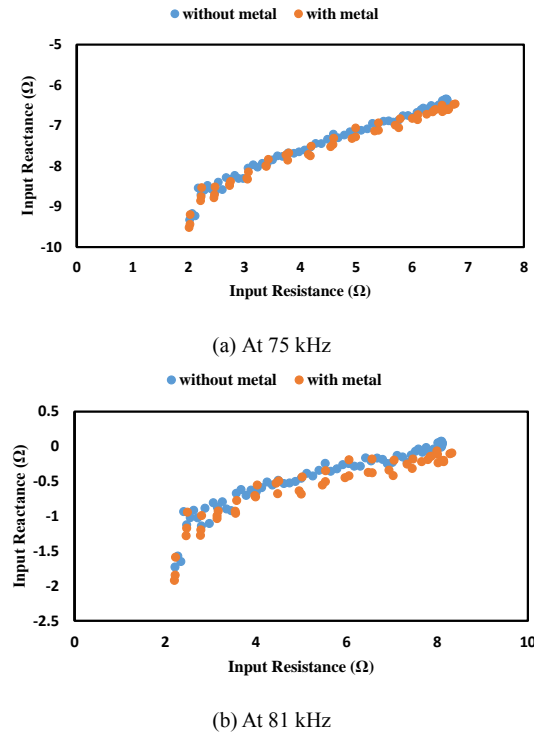 without metal with metal
-5
-6
-7
-8
-9
-10
Input Reactance (Ω)
0 1 2 3 4 5 6 7 8
Input Resistance (Ω)
(a) At 75 kHz
without metal with metal
0.5
0
-0.5
-1
-1.5
-2
-2.5
Input Reactance (Ω)
0 2 4 6 8 10
Input Resistance (Ω)
(b) At 81 kHz